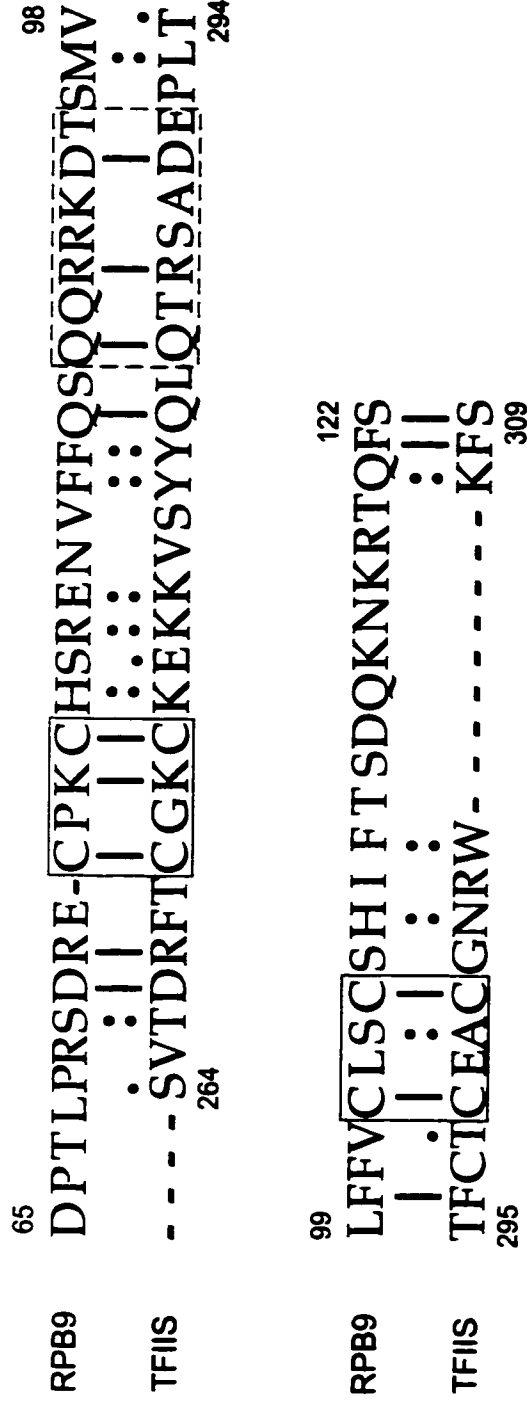 65 98
RPB9 DPTLPRSDRE-CPKCHSRENVFFQSQQRRKDTSMV
TFIIS ----SVTDRFTCGKCKEKKVSYYQLQTRSADEPLT
264 294
99 122
RPB9 LFFVCLSCSHIFTSDQKNKRTQFS
TFIIS TFCTCEACGNRW---------KFS
295 309